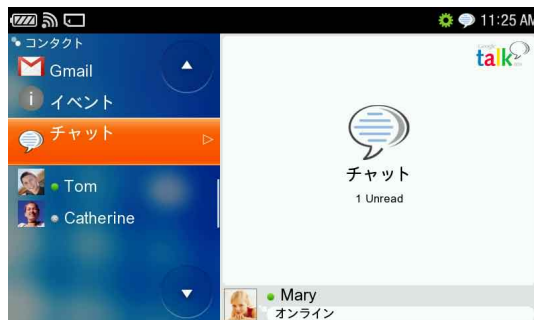 11:25 AM
コンタクト
Gmail
イベント
チャット
Tom
Catherine
talk
チャット
1 Unread
Mary
オンライン